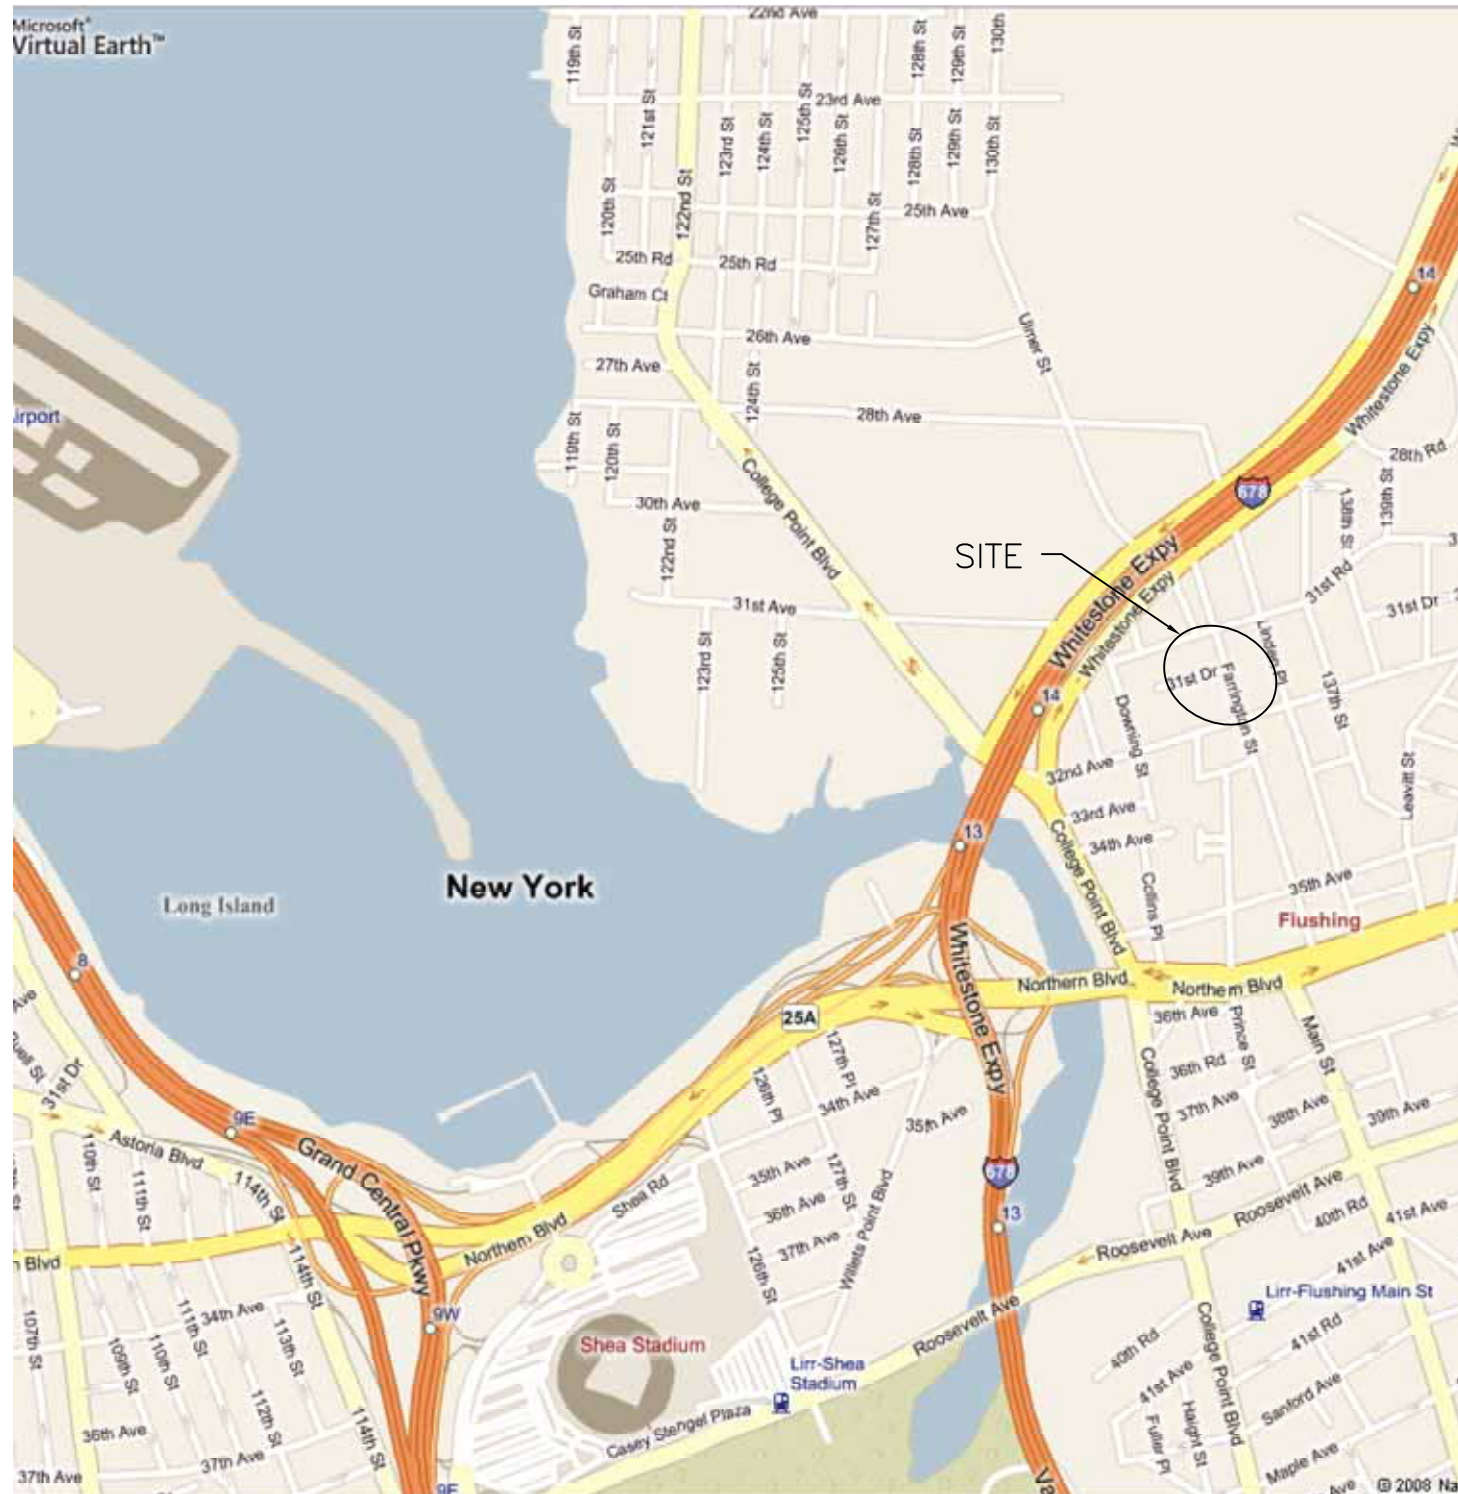 Microsoft®
Virtual Earth™
22nd Ave
119th St
128th St
129th St
130th
23rd Ave
121st St
123rd St
124th St
125th St
126th St
128th St
129th St
130th St
120th St
122nd St
127th St
25th Ave
25th Rd
25th Rd
Graham Ct
14
26th Ave
Ulmer St
27th Ave
Whitestone Expy
124th St
28th Ave
119th St
120th St
28th Rd
College Point Blvd
678
138th St
139th St
30th Ave
122nd St
SITE
Whitestone Expy
Whitestone Expy
31st Rd
31st Ave
31st Dr
123rd St
125th St
Linden Pl
31st Dr
Farrington St
137th St
14
Downing St
32nd Ave
Leavitt St
33rd Ave
13
34th Ave
College Point Blvd
New York
Long Island
Collins Pl
35th Ave
Flushing
Whitestone Expy
8
Northern Blvd
Northern Blvd
25A
36th Ave
Prince St
Main St
Ave
31st Dr
127th Pl
126th Pl
34th Ave
35th Ave
36th Rd
37th Ave
38th Ave
39th Ave
College Point Blvd
9E
Astoria Blvd
Grand Central Pkwy
110th St
111th St
114th St
Shea Rd
35th Ave
127th St
36th Ave
37th Ave
Willets Point Blvd
678
13
39th Ave
Roosevelt Ave
40th Rd
41st Ave
Northern Blvd
n Blvd
114th St
126th St
Roosevelt Ave
41st Ave
Lirr-Flushing Main St
107th St
34th Ave
111th St
113th St
109th St
110th St
9W
Shea Stadium
Lirr-Shea
Stadium
Roosevelt Ave
College Point Blvd
40th Rd
41st Rd
41st Ave
Sanford Ave
Haight St
Fuller Pl
112th St
114th St
36th Ave
37th Ave
37th Ave
Casey Stengel Plaza
9E
Va
Maple Ave
Ave
© 2008 Na